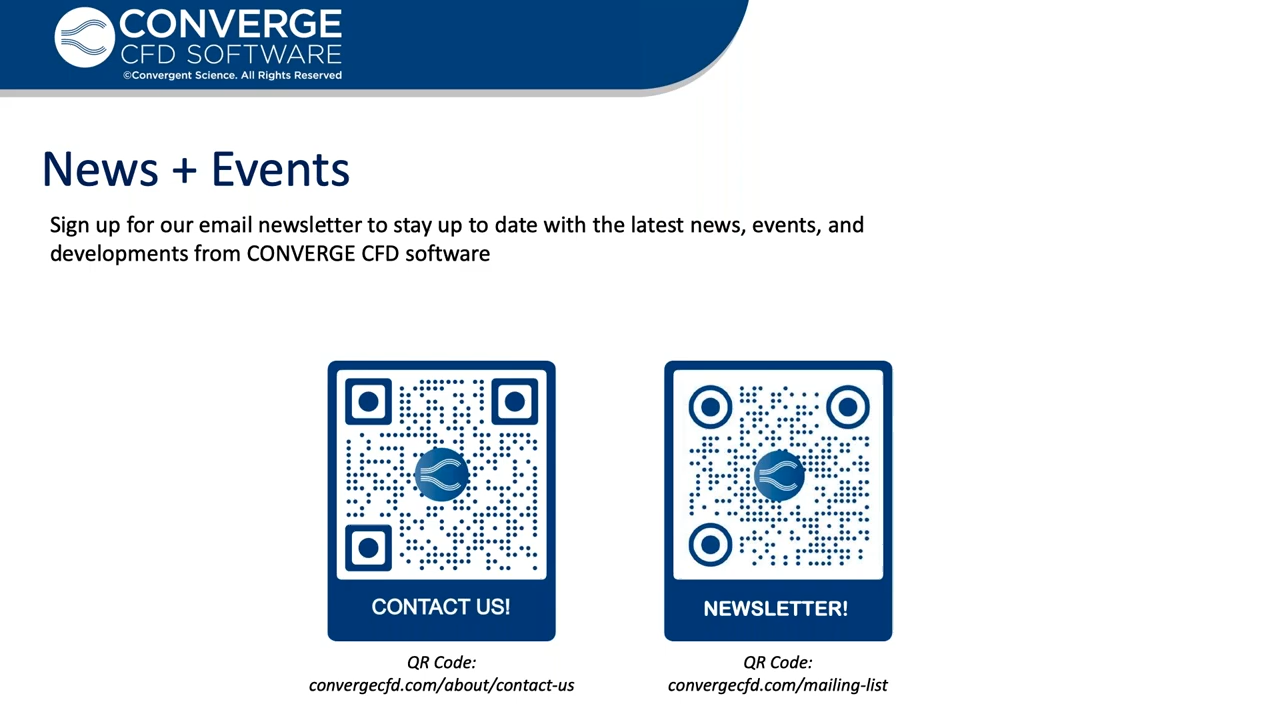 CONVERGE
CFD SOFTWARE
©Convergent Science. All Rights Reserved
News + Events
Sign up for our email newsletter to stay up to date with the latest news, events, and
developments from CONVERGE CFD software
CONTACT US!
QR Code:
convergecfd.com/about/contact-us
NEWSLETTER!
QR Code:
convergecfd.com/mailing-list